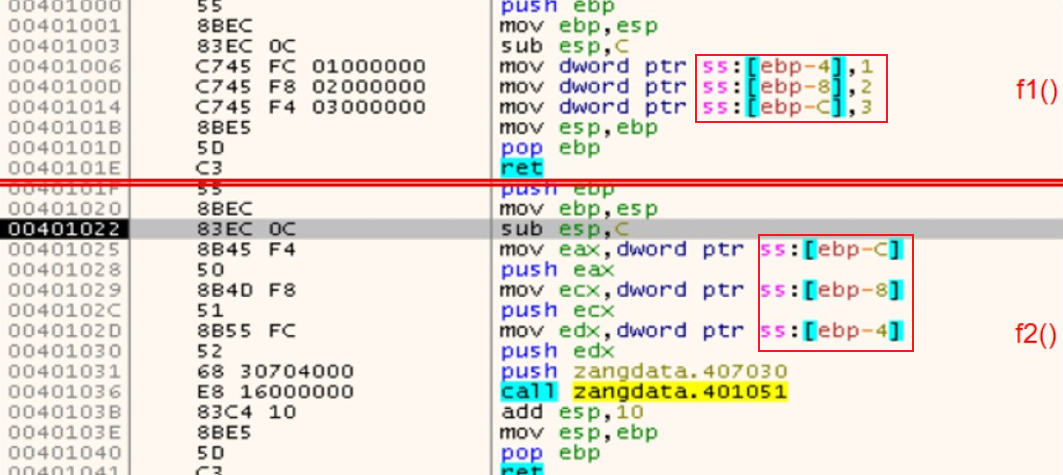 00401000 55 push ebp
00401001 8BEC mov ebp,esp
00401003 83EC 0C sub esp,C
00401006 C745 FC 01000000 mov dword ptr ss:[ebp-4],1
0040100D C745 F8 02000000 mov dword ptr ss:[ebp-8],2
f1()
00401014 C745 F4 03000000 mov dword ptr ss:[ebp-C],3
0040101B 8BE5 mov esp,ebp
0040101D 5D pop ebp
0040101E C3 ret
0040101F 55 push ebp
00401020 8BEC mov ebp,esp
00401022 83EC 0C sub esp,C
00401025 8B45 F4 mov eax,dword ptr ss:[ebp-C]
00401028 50 push eax
00401029 8B4D F8 mov ecx,dword ptr ss:[ebp-8]
0040102C 51 push ecx
0040102D 8B55 FC mov edx,dword ptr ss:[ebp-4]
f2()
00401030 52 push edx
00401031 68 30704000 push zangdata.407030
00401036 E8 16000000 call zangdata.401051
0040103B 83C4 10 add esp,10
0040103E 8BE5 mov esp,ebp
00401040 5D pop ebp
00401041 C3 ret